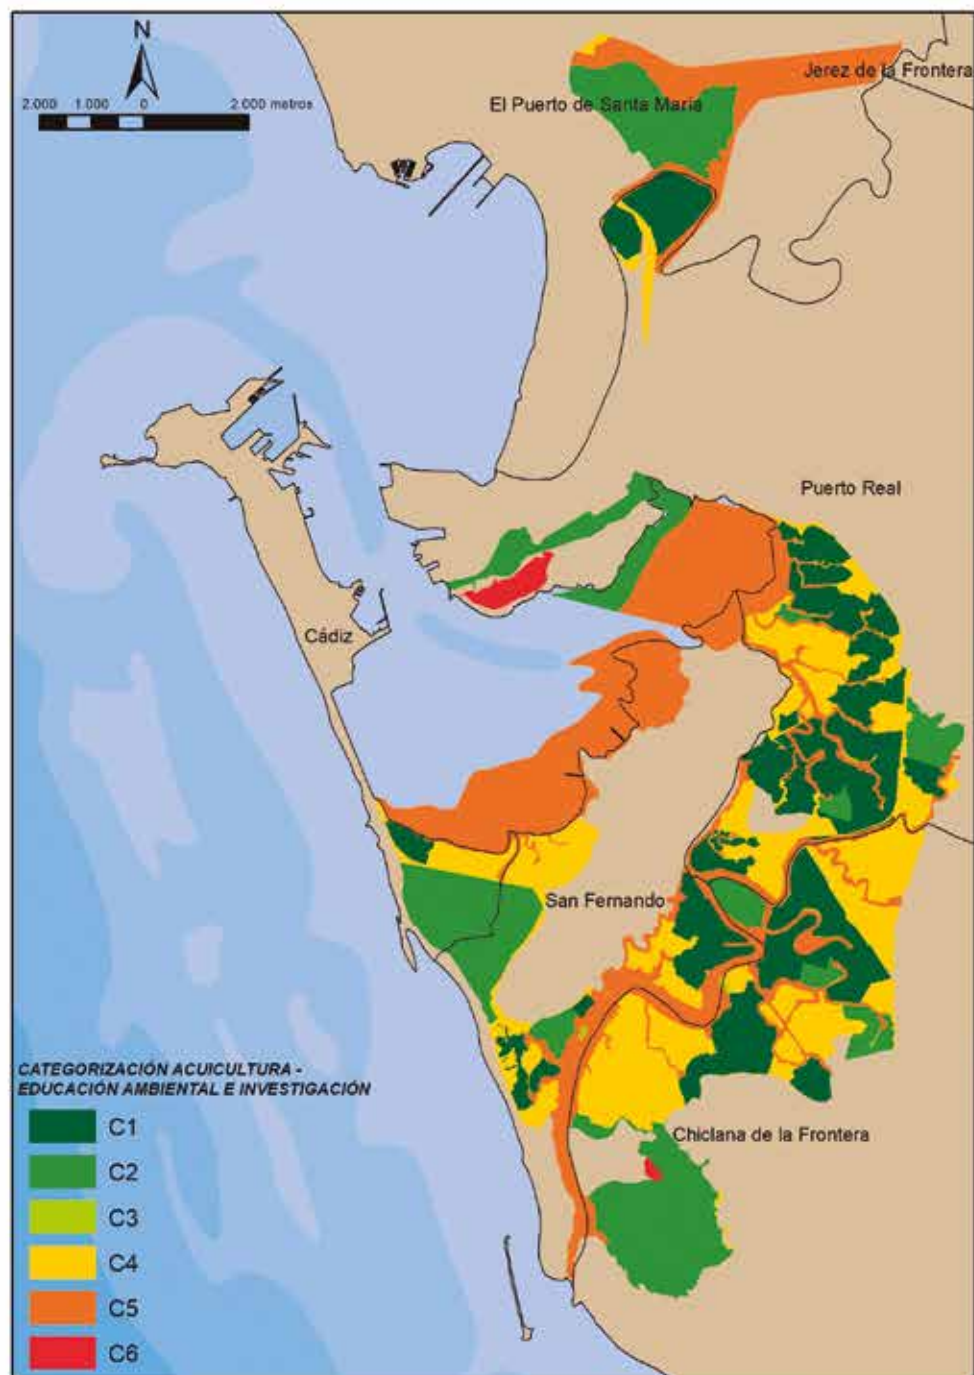 N
2.000 1.000 0 2.000 metros
Jerez de la Frontera
El Puerto de Santa María
Puerto Real
Cádiz
San Fernando
CATEGORIZACIÓN ACUICULTURA -
EDUCACIÓN AMBIENTAL E INVESTIGACIÓN
C1
Chiclana de la Frontera
C2
C3
C4
C5
C6